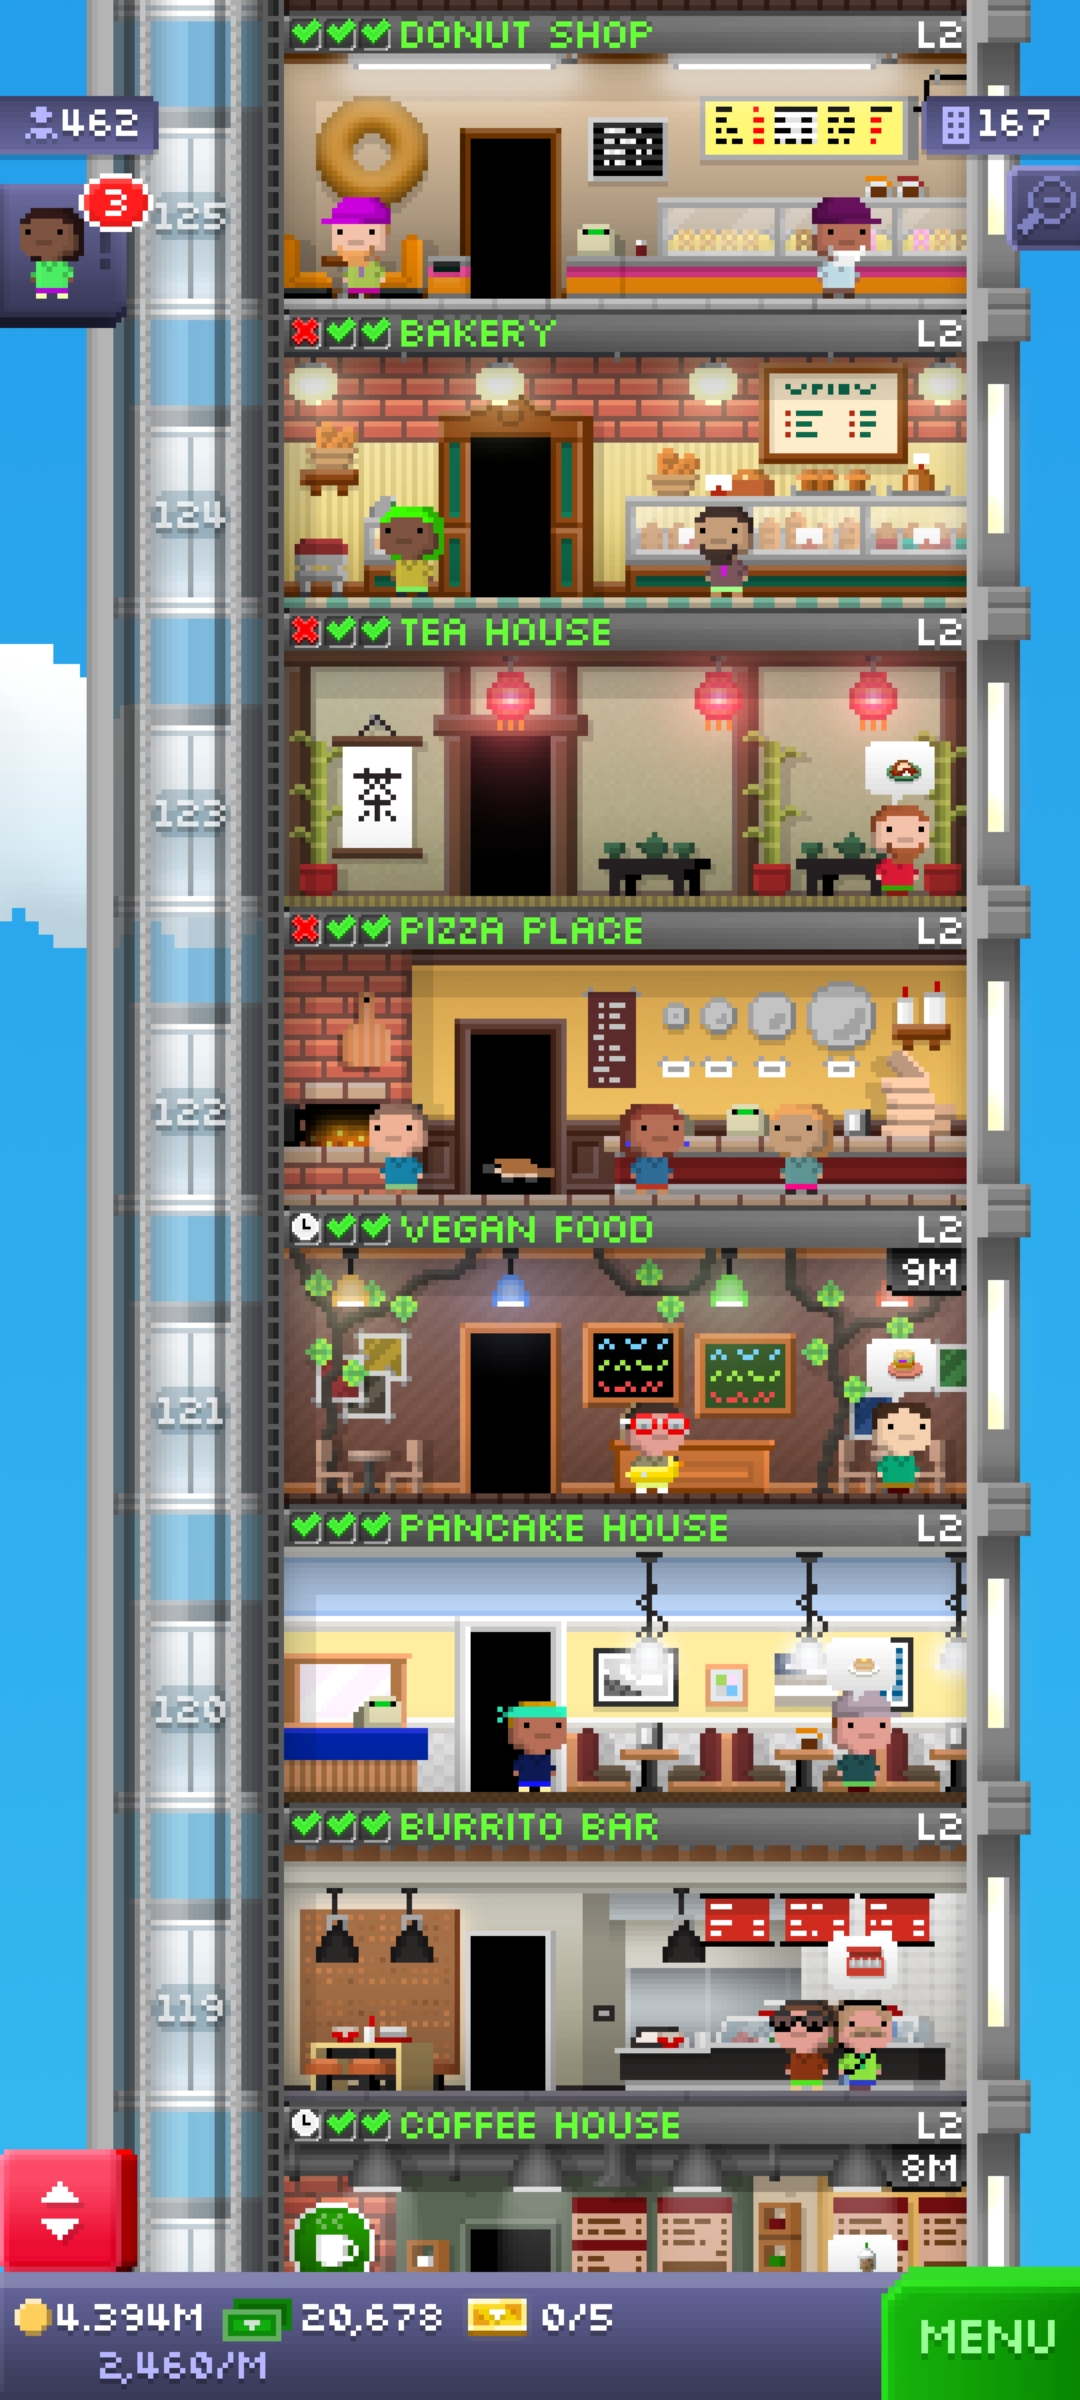 DONUT SHOP L2
462
167
3
125
BAKERY L2
124
TEA HOUSE L2
茶
123
PIZZA PLACE L2
122
VEGAN FOOD L2
9M
121
PANCAKE HOUSE L2
120
BURRITO BAR L2
119
COFFEE HOUSE L2
8M
4.394M 20,678 0/5
2,460/M
MENU